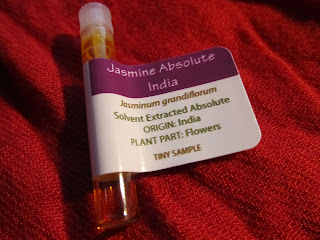 Jasmine Absolute
India
Jasminum grandiflorum
Solvent Extracted Absolute
ORIGIN: India
PLANT PART: Flowers
TINY SAMPLE